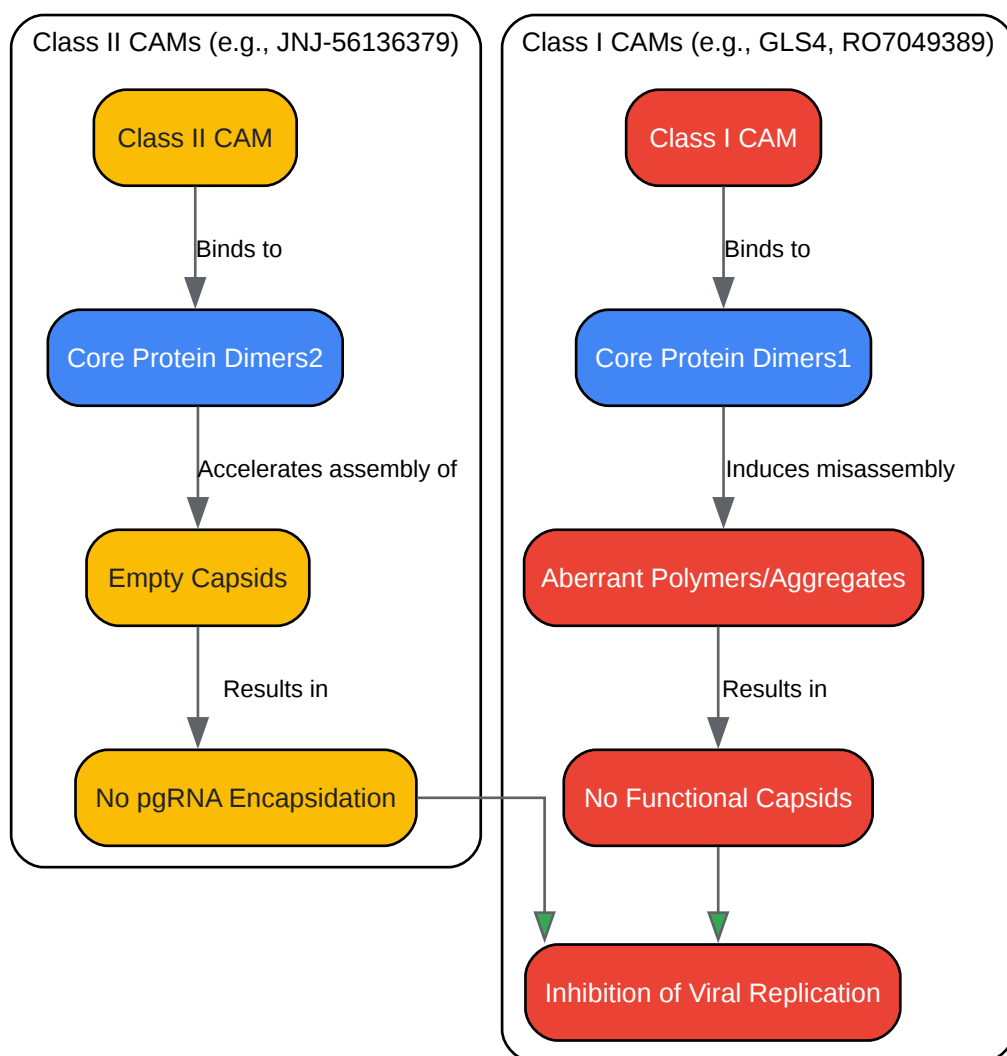 Class II CAMs (e.g., JNJ-56136379)
Class II CAM
Binds to
Core Protein Dimers2
Accelerates assembly of
Empty Capsids
Results in
No pgRNA Encapsidation
Class I CAMs (e.g., GLS4, RO7049389)
Class I CAM
Binds to
Core Protein Dimers1
Induces misassembly
Aberrant Polymers/Aggregates
Results in
No Functional Capsids
Inhibition of Viral Replication